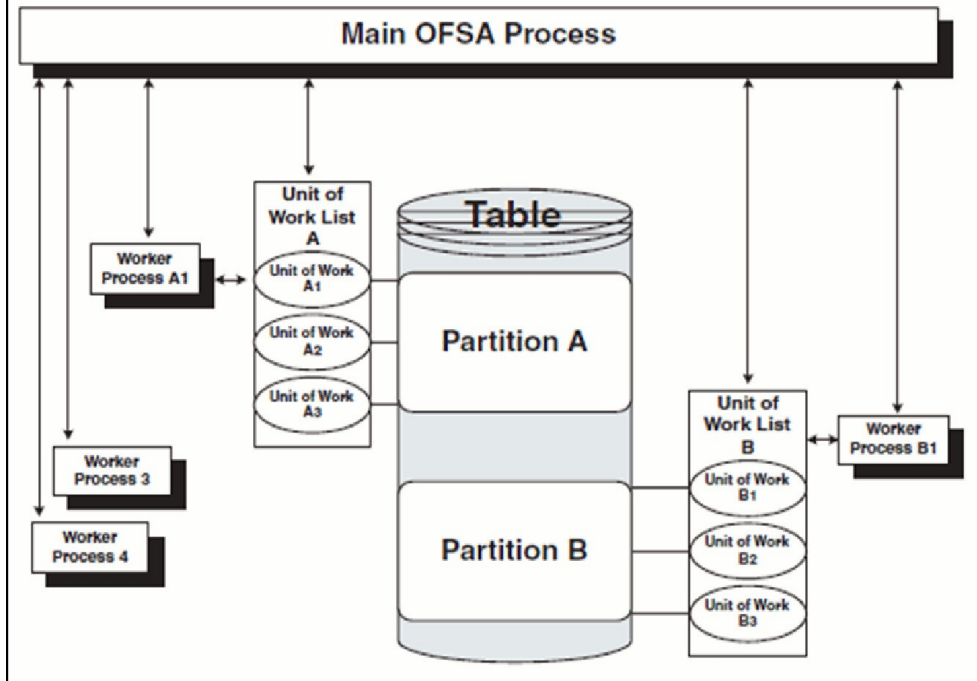 Main OFSA Process
Unit of
Work List
A
Table
Worker
Process A1
Unit of Work
A1
Unit of Work
A2
Unit of Work
A3
Partition A
Unit of
Work List
B
Worker
Process B1
Worker
Process 3
Worker
Process 4
Partition B
Unit of Work
B1
Unit of Work
B2
Unit of Work
B3